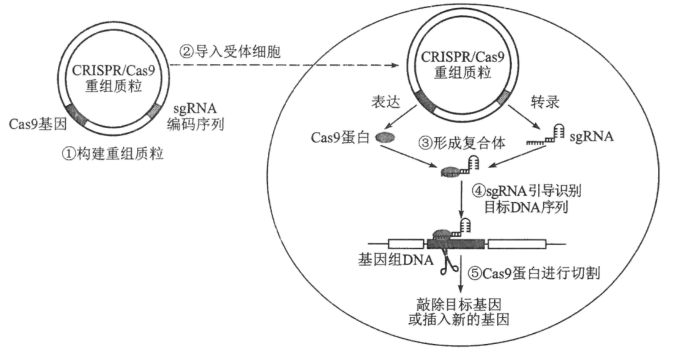 ②导入受体细胞
CRISPR/Cas9
重组质粒
Cas9基因
sgRNA
编码序列
①构建重组质粒
CRISPR/Cas9
重组质粒
表达
转录
Cas9蛋白
③形成复合体
sgRNA
④sgRNA引导识别
目标DNA序列
基因组DNA
⑤Cas9蛋白进行切割
敲除目标基因
或插入新的基因